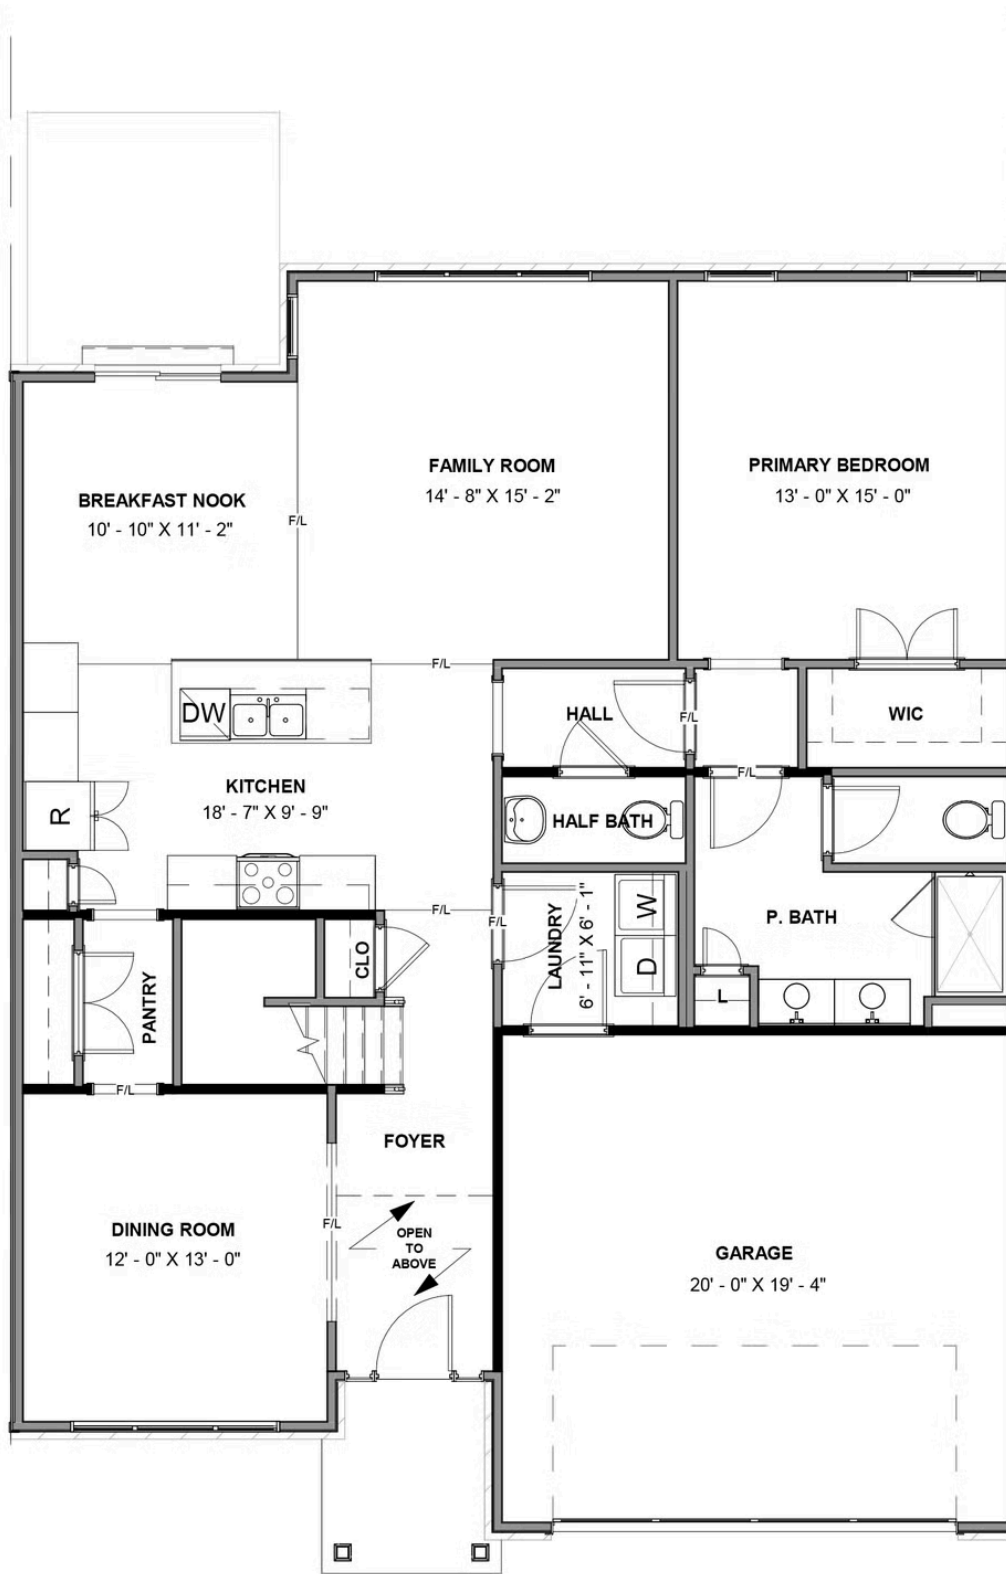 FAMILY ROOM
14' - 8" X 15' - 2"
PRIMARY BEDROOM
13' - 0" X 15' - 0"
BREAKFAST NOOK
10' - 10" X 11' - 2"
F/L
F/L
DW
HALL
F/L
WIC
F/L
KITCHEN
18' - 7" X 9' - 9"
R
HALF BATH
F/L
F/L
LAUNDRY
6' - 11" X 6' - 1"
W
D
P. BATH
L
CLO
PANTRY
F/L
FOYER
DINING ROOM
12' - 0" X 13' - 0"
F/L
OPEN
TO
ABOVE
GARAGE
20' - 0" X 19' - 4"